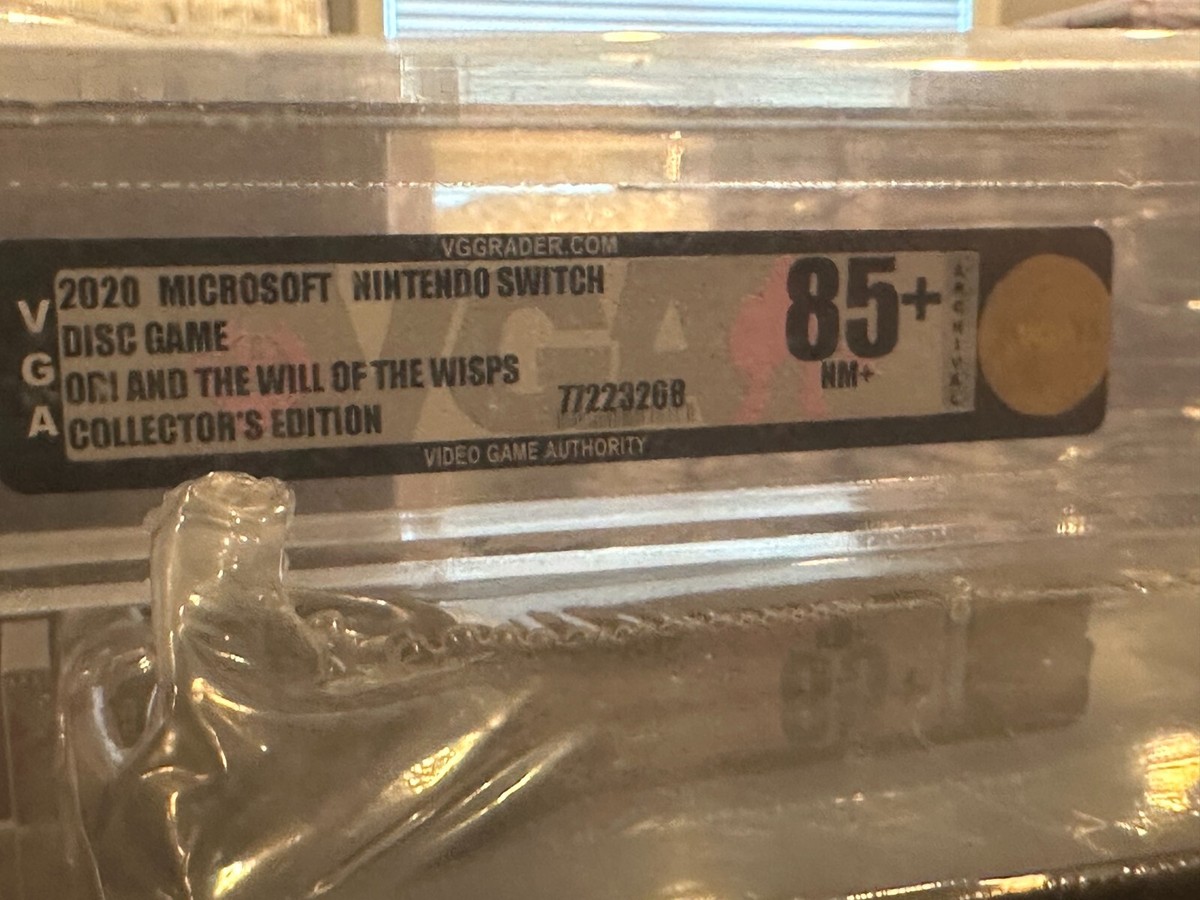 VGGRADER.COM
VGA
2020 MICROSOFT NINTENDO SWITCH
DISC GAME
ORI AND THE WILL OF THE WISPS
COLLECTOR'S EDITION
77223268
85+
NM+
ARCHIVAL
VIDEO GAME AUTHORITY